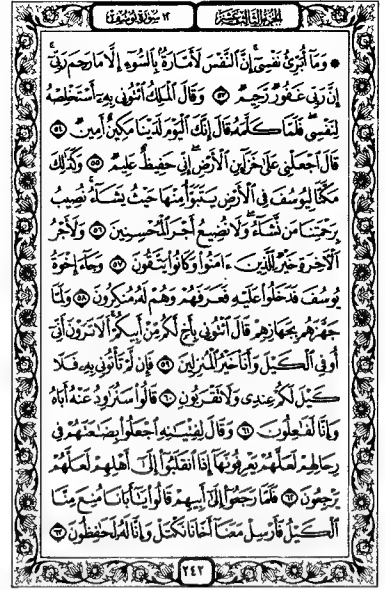 الجزء الثالث عشر
١٢ سورة يوسف
۞ وَمَآ أُبَرِّئُ نَفْسِىٓ ۚ إِنَّ ٱلنَّفْسَ لَأَمَّارَةٌۢ بِٱلسُّوٓءِ إِلَّا مَا رَحِمَ رَبِّىٓ ۚ
إِنَّ رَبِّى غَفُورٌ رَّحِيمٌ ٥٣ وَقَالَ ٱلْمَلِكُ ٱئْتُونِى بِهِۦٓ أَسْتَخْلِصْهُ
لِنَفْسِى ۖ فَلَمَّا كَلَّمَهُۥ قَالَ إِنَّكَ ٱلْيَوْمَ لَدَيْنَا مَكِينٌ أَمِينٌ ٥٤
قَالَ ٱجْعَلْنِى عَلَىٰ خَزَآئِنِ ٱلْأَرْضِ ۖ إِنِّى حَفِيظٌ عَلِيمٌ ٥٥ وَكَذَٰلِكَ
مَكَّنَّا لِيُوسُفَ فِى ٱلْأَرْضِ يَتَبَوَّأُ مِنْهَا حَيْثُ يَشَآءُ ۚ نُصِيبُ
بِرَحْمَتِنَا مَن نَّشَآءُ ۖ وَلَا نُضِيعُ أَجْرَ ٱلْمُحْسِنِينَ ٥٦ وَلَأَجْرُ
ٱلْءَاخِرَةِ خَيْرٌ لِّلَّذِينَ ءَامَنُوا۟ وَكَانُوا۟ يَتَّقُونَ ٥٧ وَجَآءَ إِخْوَةُ
يُوسُفَ فَدَخَلُوا۟ عَلَيْهِ فَعَرَفَهُمْ وَهُمْ لَهُۥ مُنكِرُونَ ٥٨ وَلَمَّا
جَهَّزَهُم بِجَهَازِهِمْ قَالَ ٱئْتُونِى بِأَخٍ لَّكُم مِّنْ أَبِيكُمْ ۚ أَلَا تَرَوْنَ أَنِّىٓ
أُوفِى ٱلْكَيْلَ وَأَنَا۠ خَيْرُ ٱلْمُنزِلِينَ ٥٩ فَإِن لَّمْ تَأْتُونِى بِهِۦ فَلَا
كَيْلَ لَكُمْ عِندِى وَلَا تَقْرَبُونِ ٦٠ قَالُوا۟ سَنُرَٰوِدُ عَنْهُ أَبَاهُ
وَإِنَّا لَفَٰعِلُونَ ٦١ وَقَالَ لِفِتْيَٰنِهِ ٱجْعَلُوا۟ بِضَٰعَتَهُمْ فِى
رِحَالِهِمْ لَعَلَّهُمْ يَعْرِفُونَهَآ إِذَا ٱنقَلَبُوٓا۟ إِلَىٰٓ أَهْلِهِمْ لَعَلَّهُمْ
يَرْجِعُونَ ٦٢ فَلَمَّا رَجَعُوٓا۟ إِلَىٰٓ أَبِيهِمْ قَالُوا۟ يَٰٓأَبَانَا مُنِعَ مِنَّا
ٱلْكَيْلُ فَأَرْسِلْ مَعَنَآ أَخَانَا نَكْتَلْ وَإِنَّا لَهُۥ لَحَٰفِظُونَ ٦٣
٢٤٢